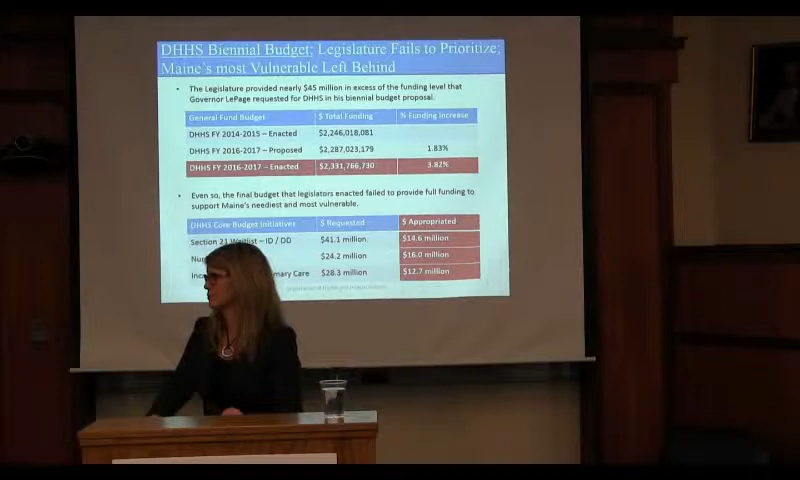 DHHS Biennial Budget; Legislature Fails to Prioritize;
Maine's most Vulnerable Left Behind
• The Legislature provided nearly $45 million in excess of the funding level that
Governor LePage requested for DHHS in his biennial budget proposal.
General Fund Budget $ Total Funding % Funding Increase
DHHS FY 2014-2015 – Enacted $2,246,018,081
DHHS FY 2016-2017 – Proposed $2,287,023,179 1.83%
DHHS FY 2016-2017 – Enacted $2,331,766,730 3.82%
• Even so, the final budget that legislators enacted failed to provide full funding to
support Maine's neediest and most vulnerable.
DHHS Core Budget Initiatives $ Requested $ Appropriated
Section 21 Waitlist – ID / DD $41.1 million $14.6 million
$24.2 million $16.0 million
Primary Care $28.3 million $12.7 million
Department of Health and Human Services